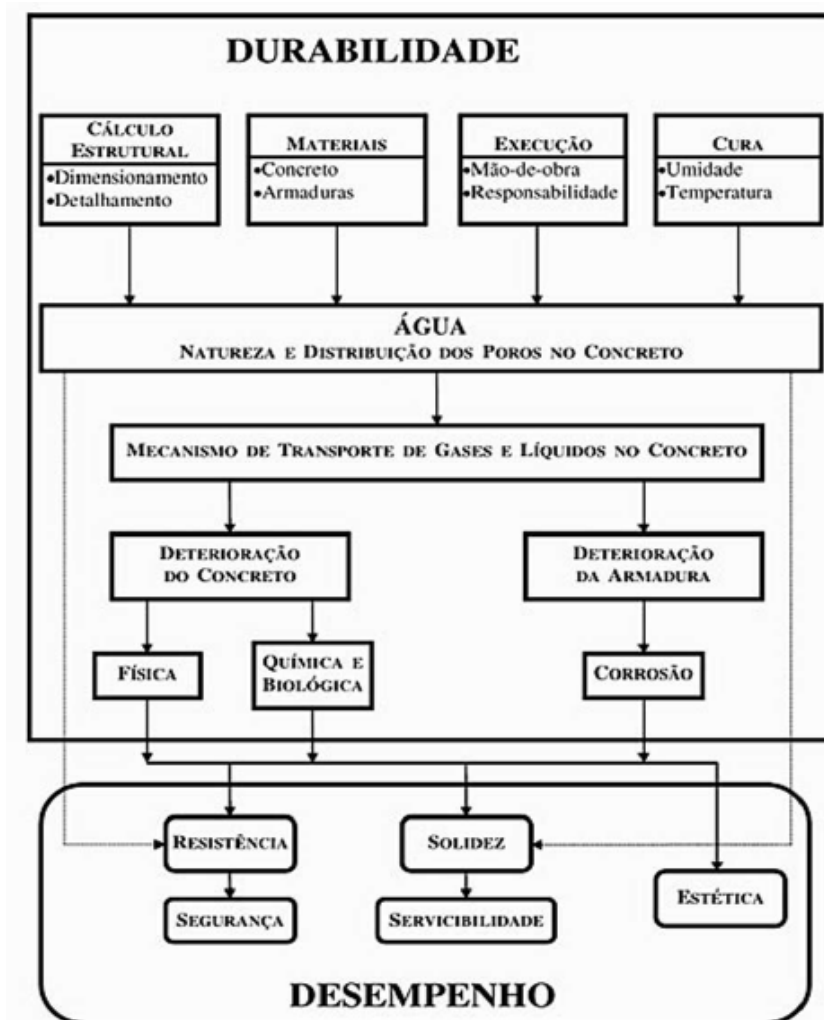 DURABILIDADE
CÁLCULO
ESTRUTURAL
•Dimensionamento
•Detalhamento
MATERIAIS
•Concreto
•Armaduras
EXECUÇÃO
•Mão-de-obra
•Responsabilidade
CURA
•Umidade
•Temperatura
ÁGUA
NATUREZA E DISTRIBUIÇÃO DOS POROS NO CONCRETO
MECANISMO DE TRANSPORTE DE GASES E LÍQUIDOS NO CONCRETO
DETERIORAÇÃO
DO CONCRETO
DETERIORAÇÃO
DA ARMADURA
FÍSICA
QUÍMICA E
BIOLÓGICA
CORROSÃO
RESISTÊNCIA
SOLIDEZ
ESTÉTICA
SEGURANÇA
SERVICIBILIDADE
DESEMPENHO